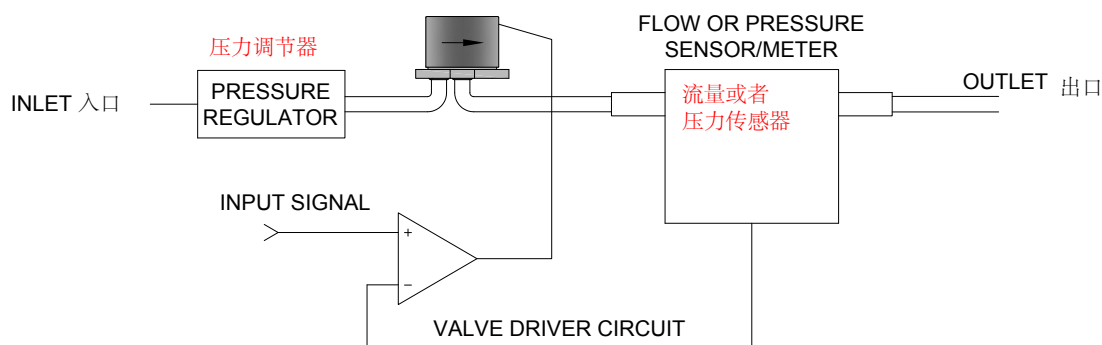 压力调节器
FLOW OR PRESSURE
SENSOR/METER
INLET 入口
PRESSURE
REGULATOR
流量或者
压力传感器
OUTLET 出口
INPUT SIGNAL
+
−
VALVE DRIVER CIRCUIT